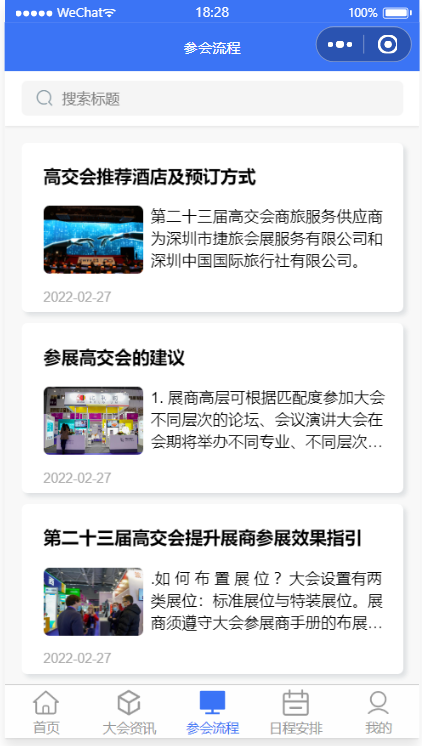 WeChat 18:28 100%
参会流程
搜索标题
高交会推荐酒店及预订方式
第二十三届高交会商旅服务供应商
为深圳市捷旅会展服务有限公司和
深圳中国国际旅行社有限公司。
2022-02-27
参展高交会的建议
1. 展商高层可根据匹配度参加大会
不同层次的论坛、会议演讲大会在
会期将举办不同专业、不同层次...
2022-02-27
第二十三届高交会提升展商参展效果指引
.如 何 布 置 展 位 ？大会设置有两
类展位：标准展位与特装展位。展
商须遵守大会参展商手册的布展...
2022-02-27
首页 大会资讯 参会流程 日程安排 我的